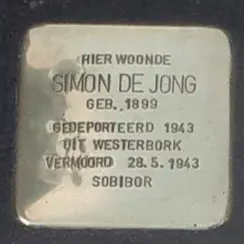 HIER WOONDE
SIMON DE JONG
GEB. 1899
GEDEPORTEERD 1943
UIT WESTERBORK
VERMOORD 28.5.1943
SOBIBOR